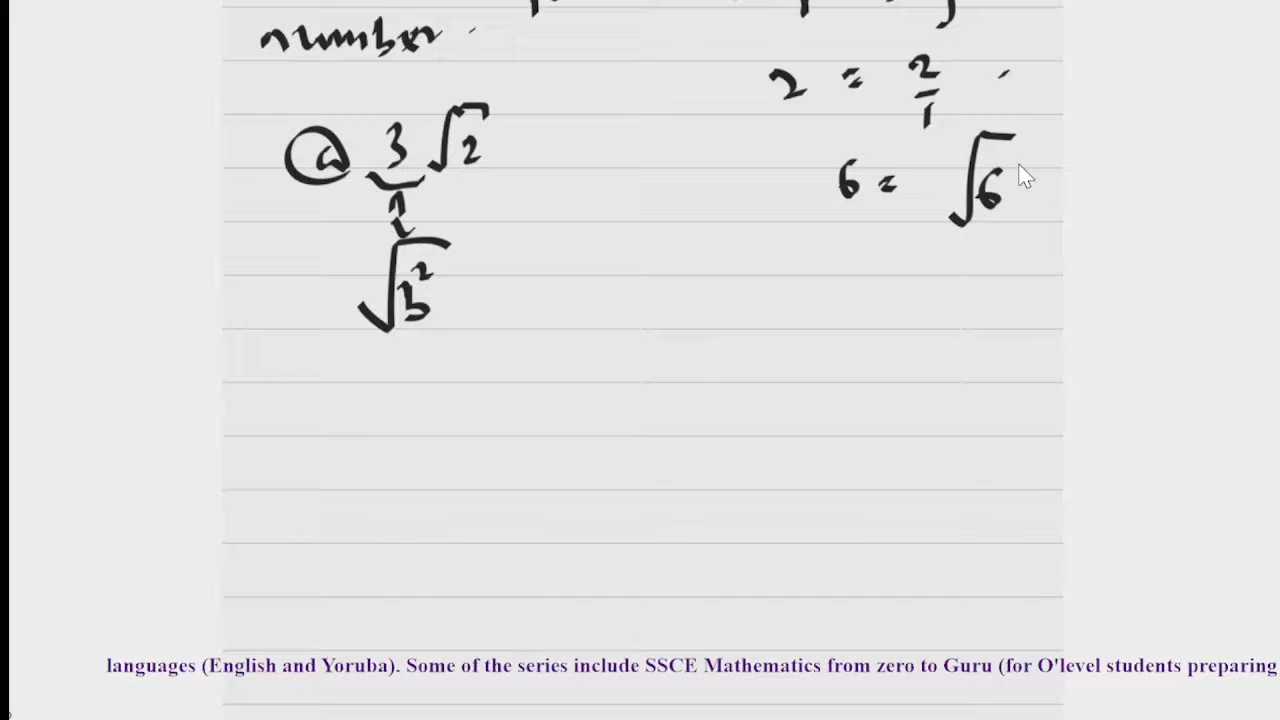 number.
2 = 2/1
ⓐ 3√2
6 = √6
√3²
languages (English and Yoruba). Some of the series include SSCE Mathematics from zero to Guru (for O'level students preparing